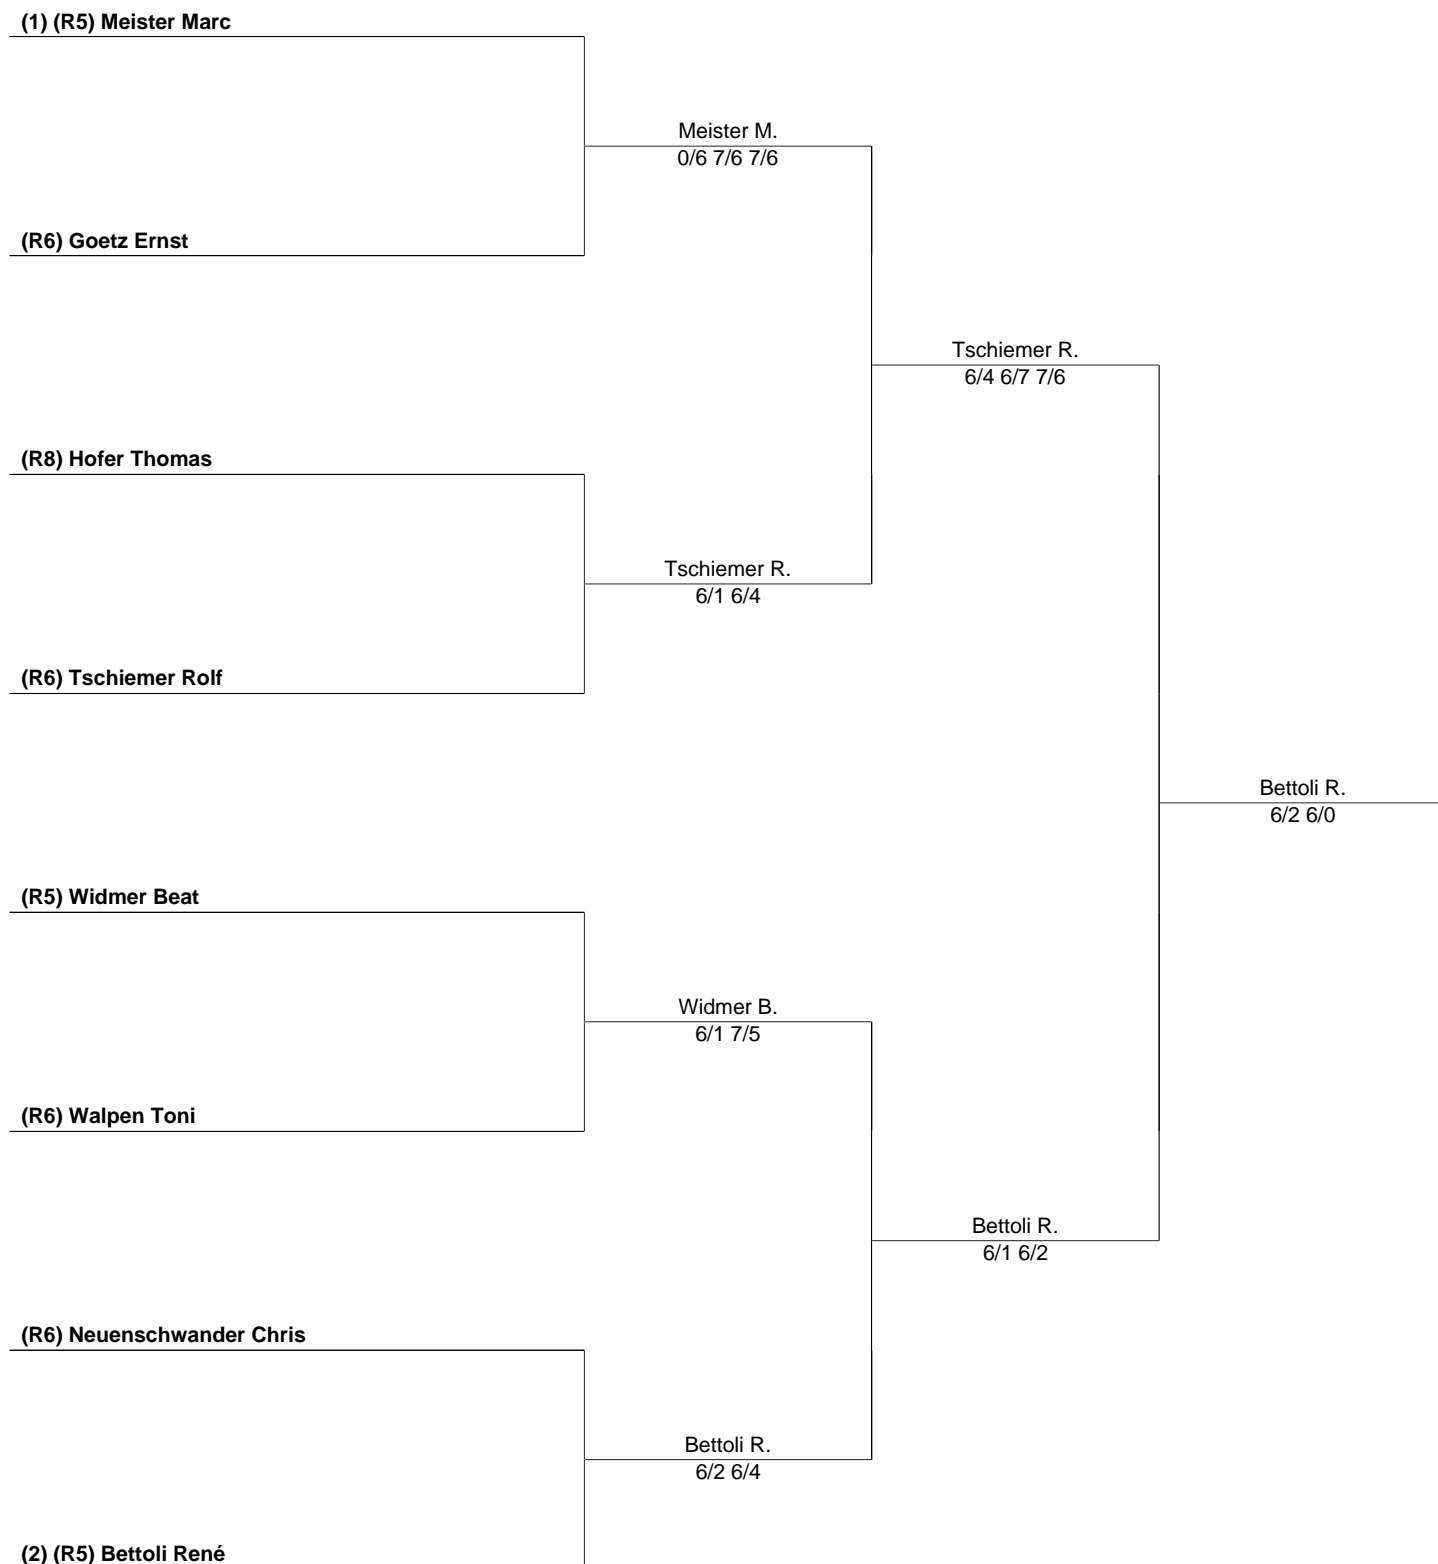 (1) (R5) Meister Marc
Meister M.
0/6 7/6 7/6
(R6) Goetz Ernst
Tschiemer R.
6/4 6/7 7/6
(R8) Hofer Thomas
Tschiemer R.
6/1 6/4
(R6) Tschiemer Rolf
Bettoli R.
6/2 6/0
(R5) Widmer Beat
Widmer B.
6/1 7/5
(R6) Walpen Toni
Bettoli R.
6/1 6/2
(R6) Neuenschwander Chris
Bettoli R.
6/2 6/4
(2) (R5) Bettoli René